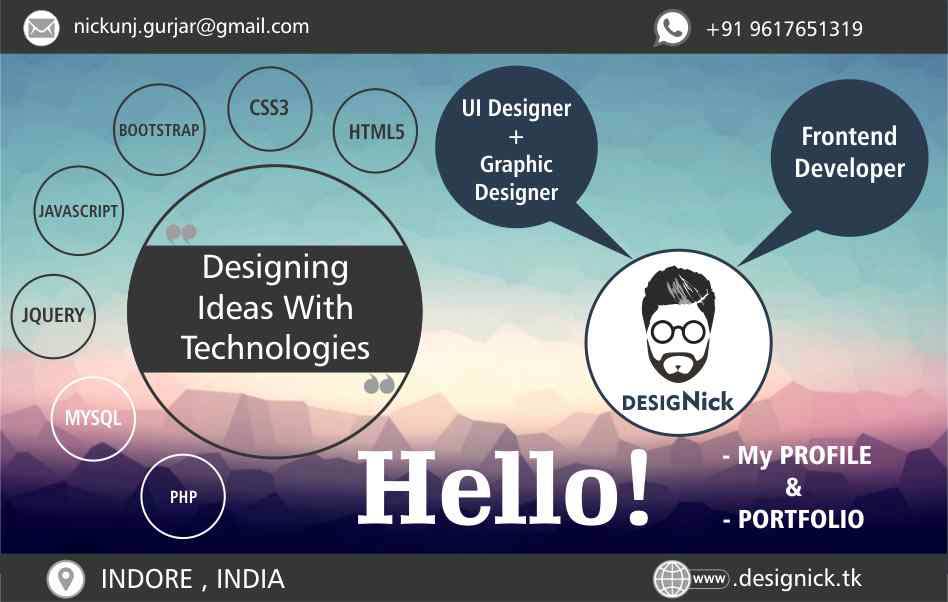 nickunj.gurjar@gmail.com
+91 9617651319
CSS3
BOOTSTRAP
HTML5
JAVASCRIPT
JQUERY
MYSQL
PHP
❝
Designing
Ideas With
Technologies
❞
UI Designer
+
Graphic
Designer
Frontend
Developer
DESIGNick
Hello!
- My PROFILE
&
- PORTFOLIO
INDORE , INDIA
www.designick.tk